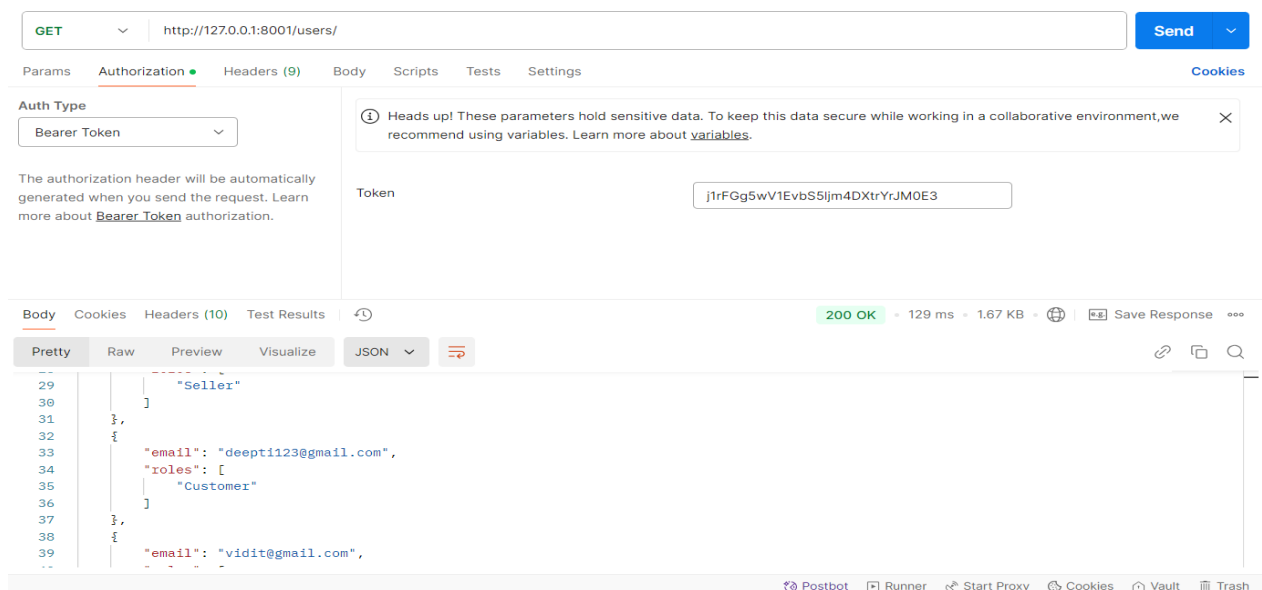 GET http://127.0.0.1:8001/users/ Send
Params Authorization Headers (9) Body Scripts Tests Settings Cookies
Auth Type
Bearer Token
The authorization header will be automatically
generated when you send the request. Learn
more about Bearer Token authorization.
Heads up! These parameters hold sensitive data. To keep this data secure while working in a collaborative environment,we
recommend using variables. Learn more about variables.
Token j1rFGg5wV1EvbS5ljm4DXtrYrJM0E3
Body Cookies Headers (10) Test Results 200 OK 129 ms 1.67 KB e.g. Save Response
Pretty Raw Preview Visualize JSON
29 "Seller"
30 ]
31 },
32 {
33 "email": "deepti123@gmail.com",
34 "roles": [
35 "Customer"
36 ]
37 },
38 {
39 "email": "vidit@gmail.com",
Postbot Runner Start Proxy Cookies Vault Trash